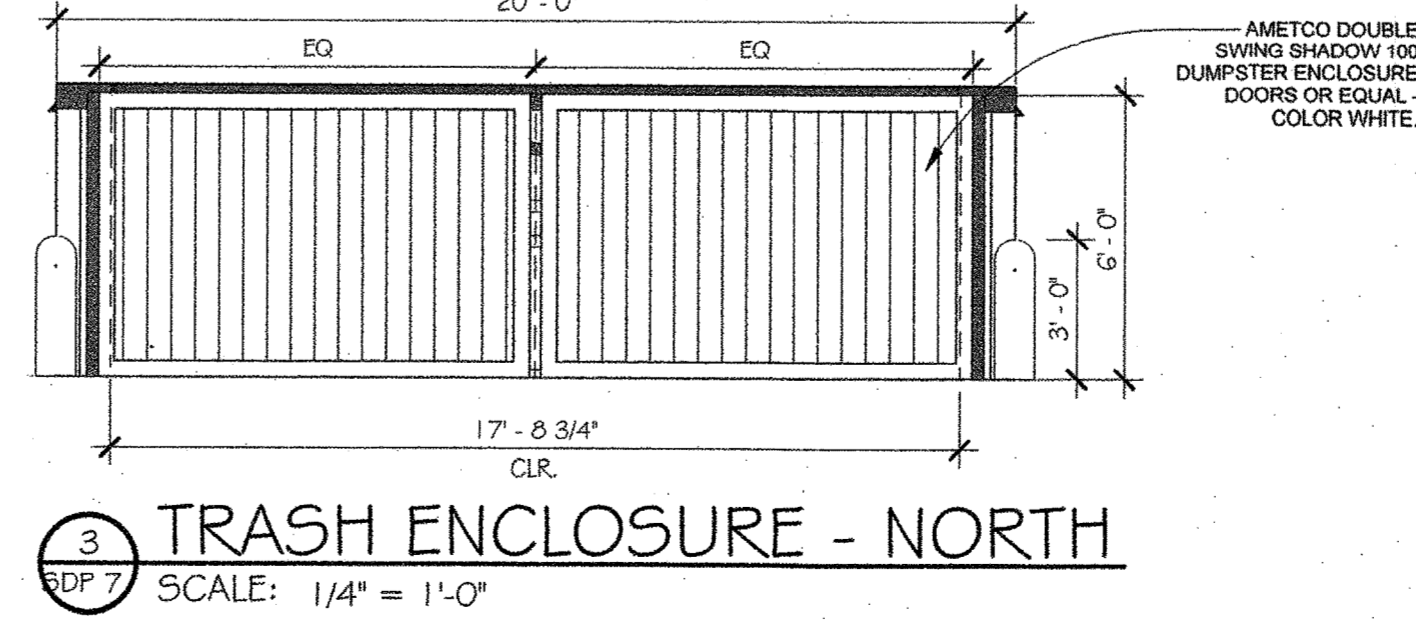 20' - 0"
EQ
EQ
AMETCO DOUBLE
SWING SHADOW 100
DUMPSTER ENCLOSURE
DOORS OR EQUAL -
COLOR WHITE.
6' - 0"
3' - 0"
17' - 8 3/4"
CLR.
3
SDP 7
TRASH ENCLOSURE - NORTH
SCALE: 1/4" = 1'-0"